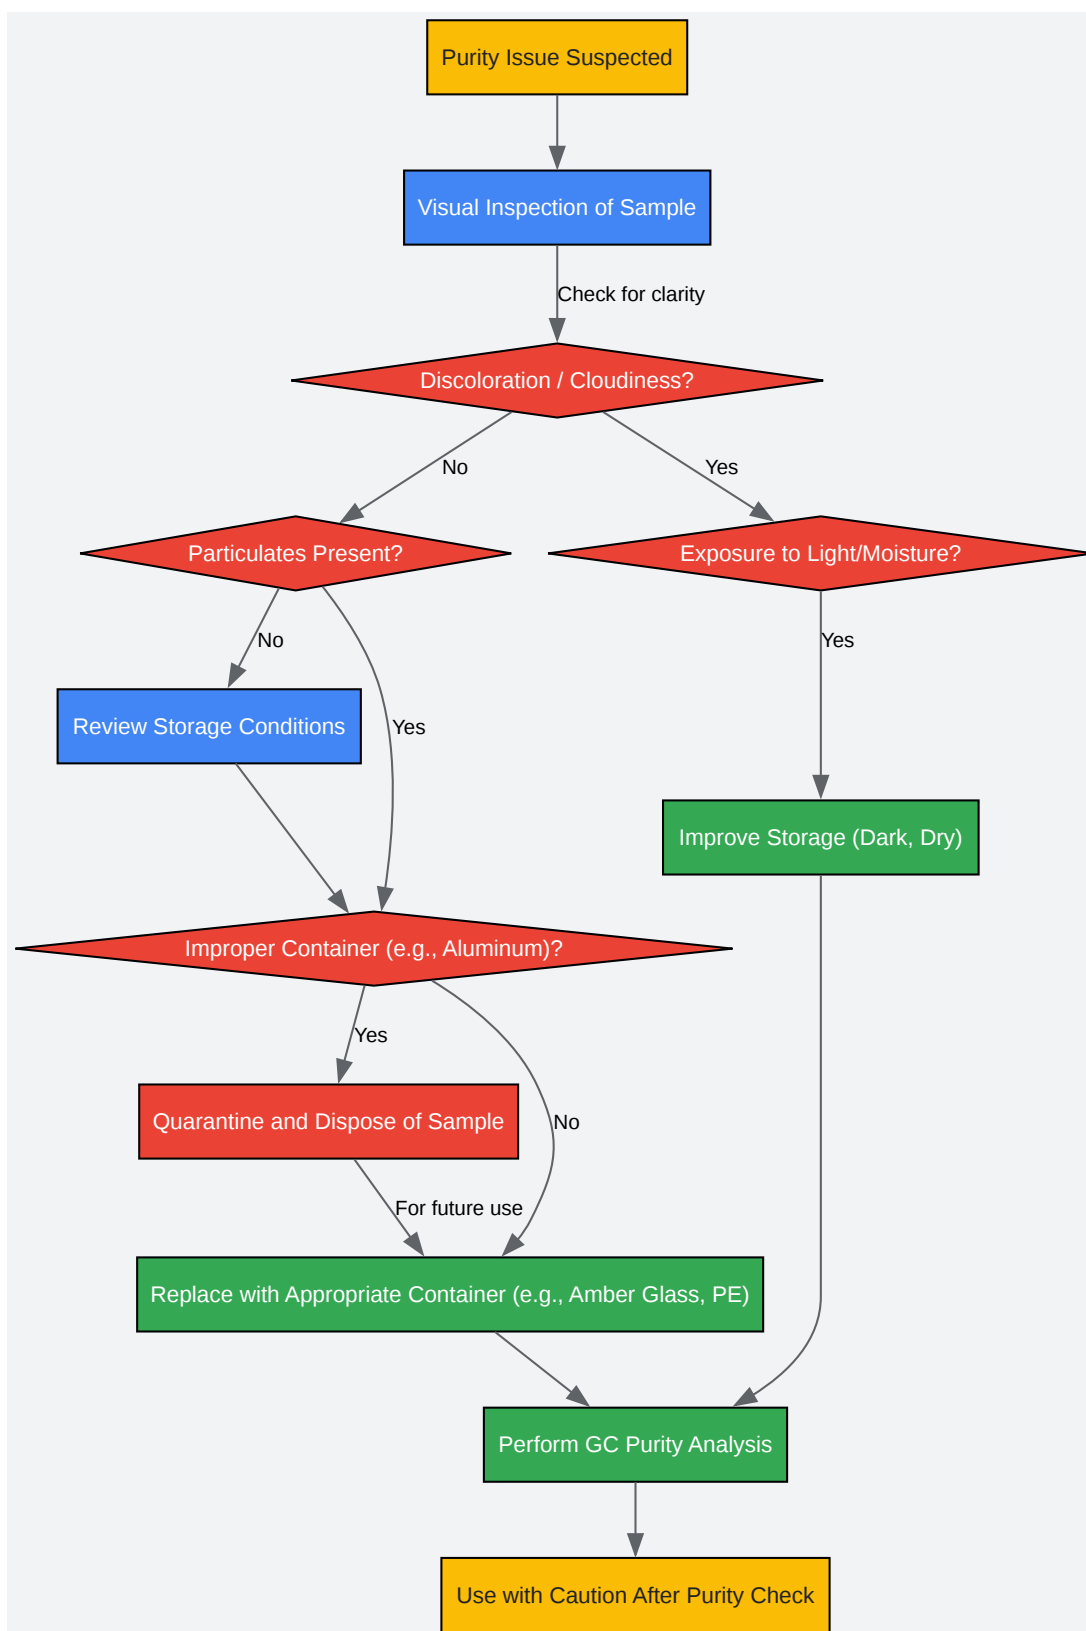 Purity Issue Suspected
Visual Inspection of Sample
Check for clarity
Discoloration / Cloudiness?
No
Yes
Particulates Present?
Exposure to Light/Moisture?
No
Yes
Review Storage Conditions
Yes
Improve Storage (Dark, Dry)
Improper Container (e.g., Aluminum)?
Yes
Quarantine and Dispose of Sample
No
For future use
Replace with Appropriate Container (e.g., Amber Glass, PE)
Perform GC Purity Analysis
Use with Caution After Purity Check